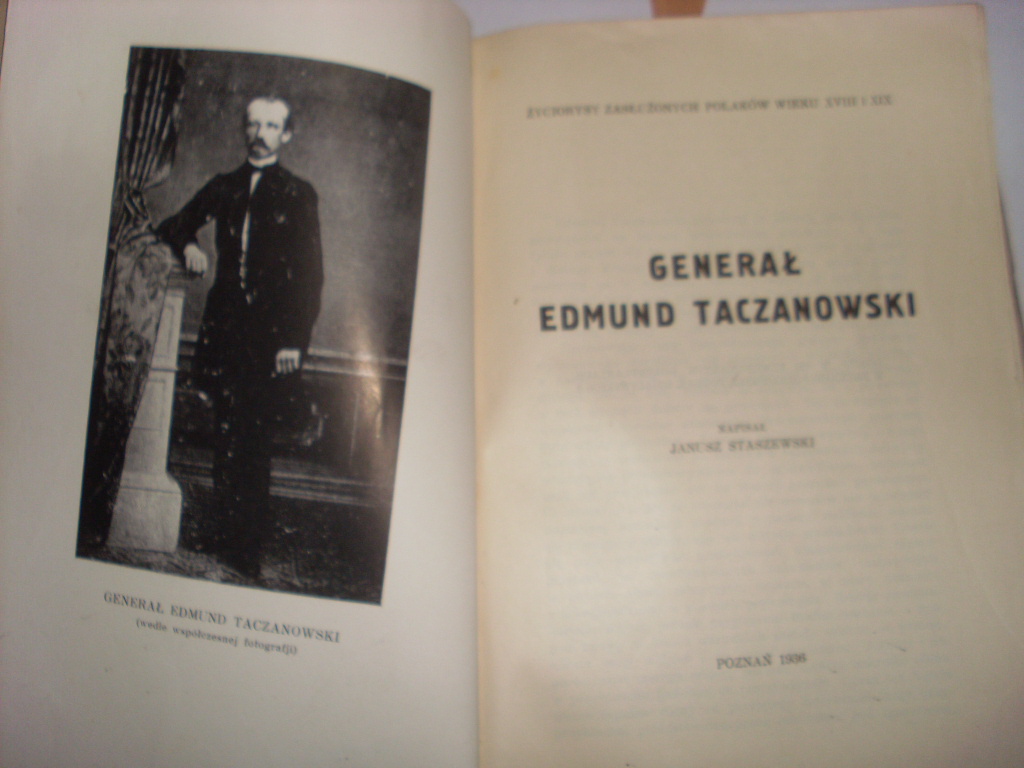 GENERAŁ EDMUND TACZANOWSKI
(wedle współczesnej fotografji)
ŻYCIORYSY ZASŁUŻONYCH POLAKÓW WIEKU XVIII I XIX
GENERAŁ
EDMUND TACZANOWSKI
NAPISAŁ
JANUSZ STASZEWSKI
POZNAŃ 1936